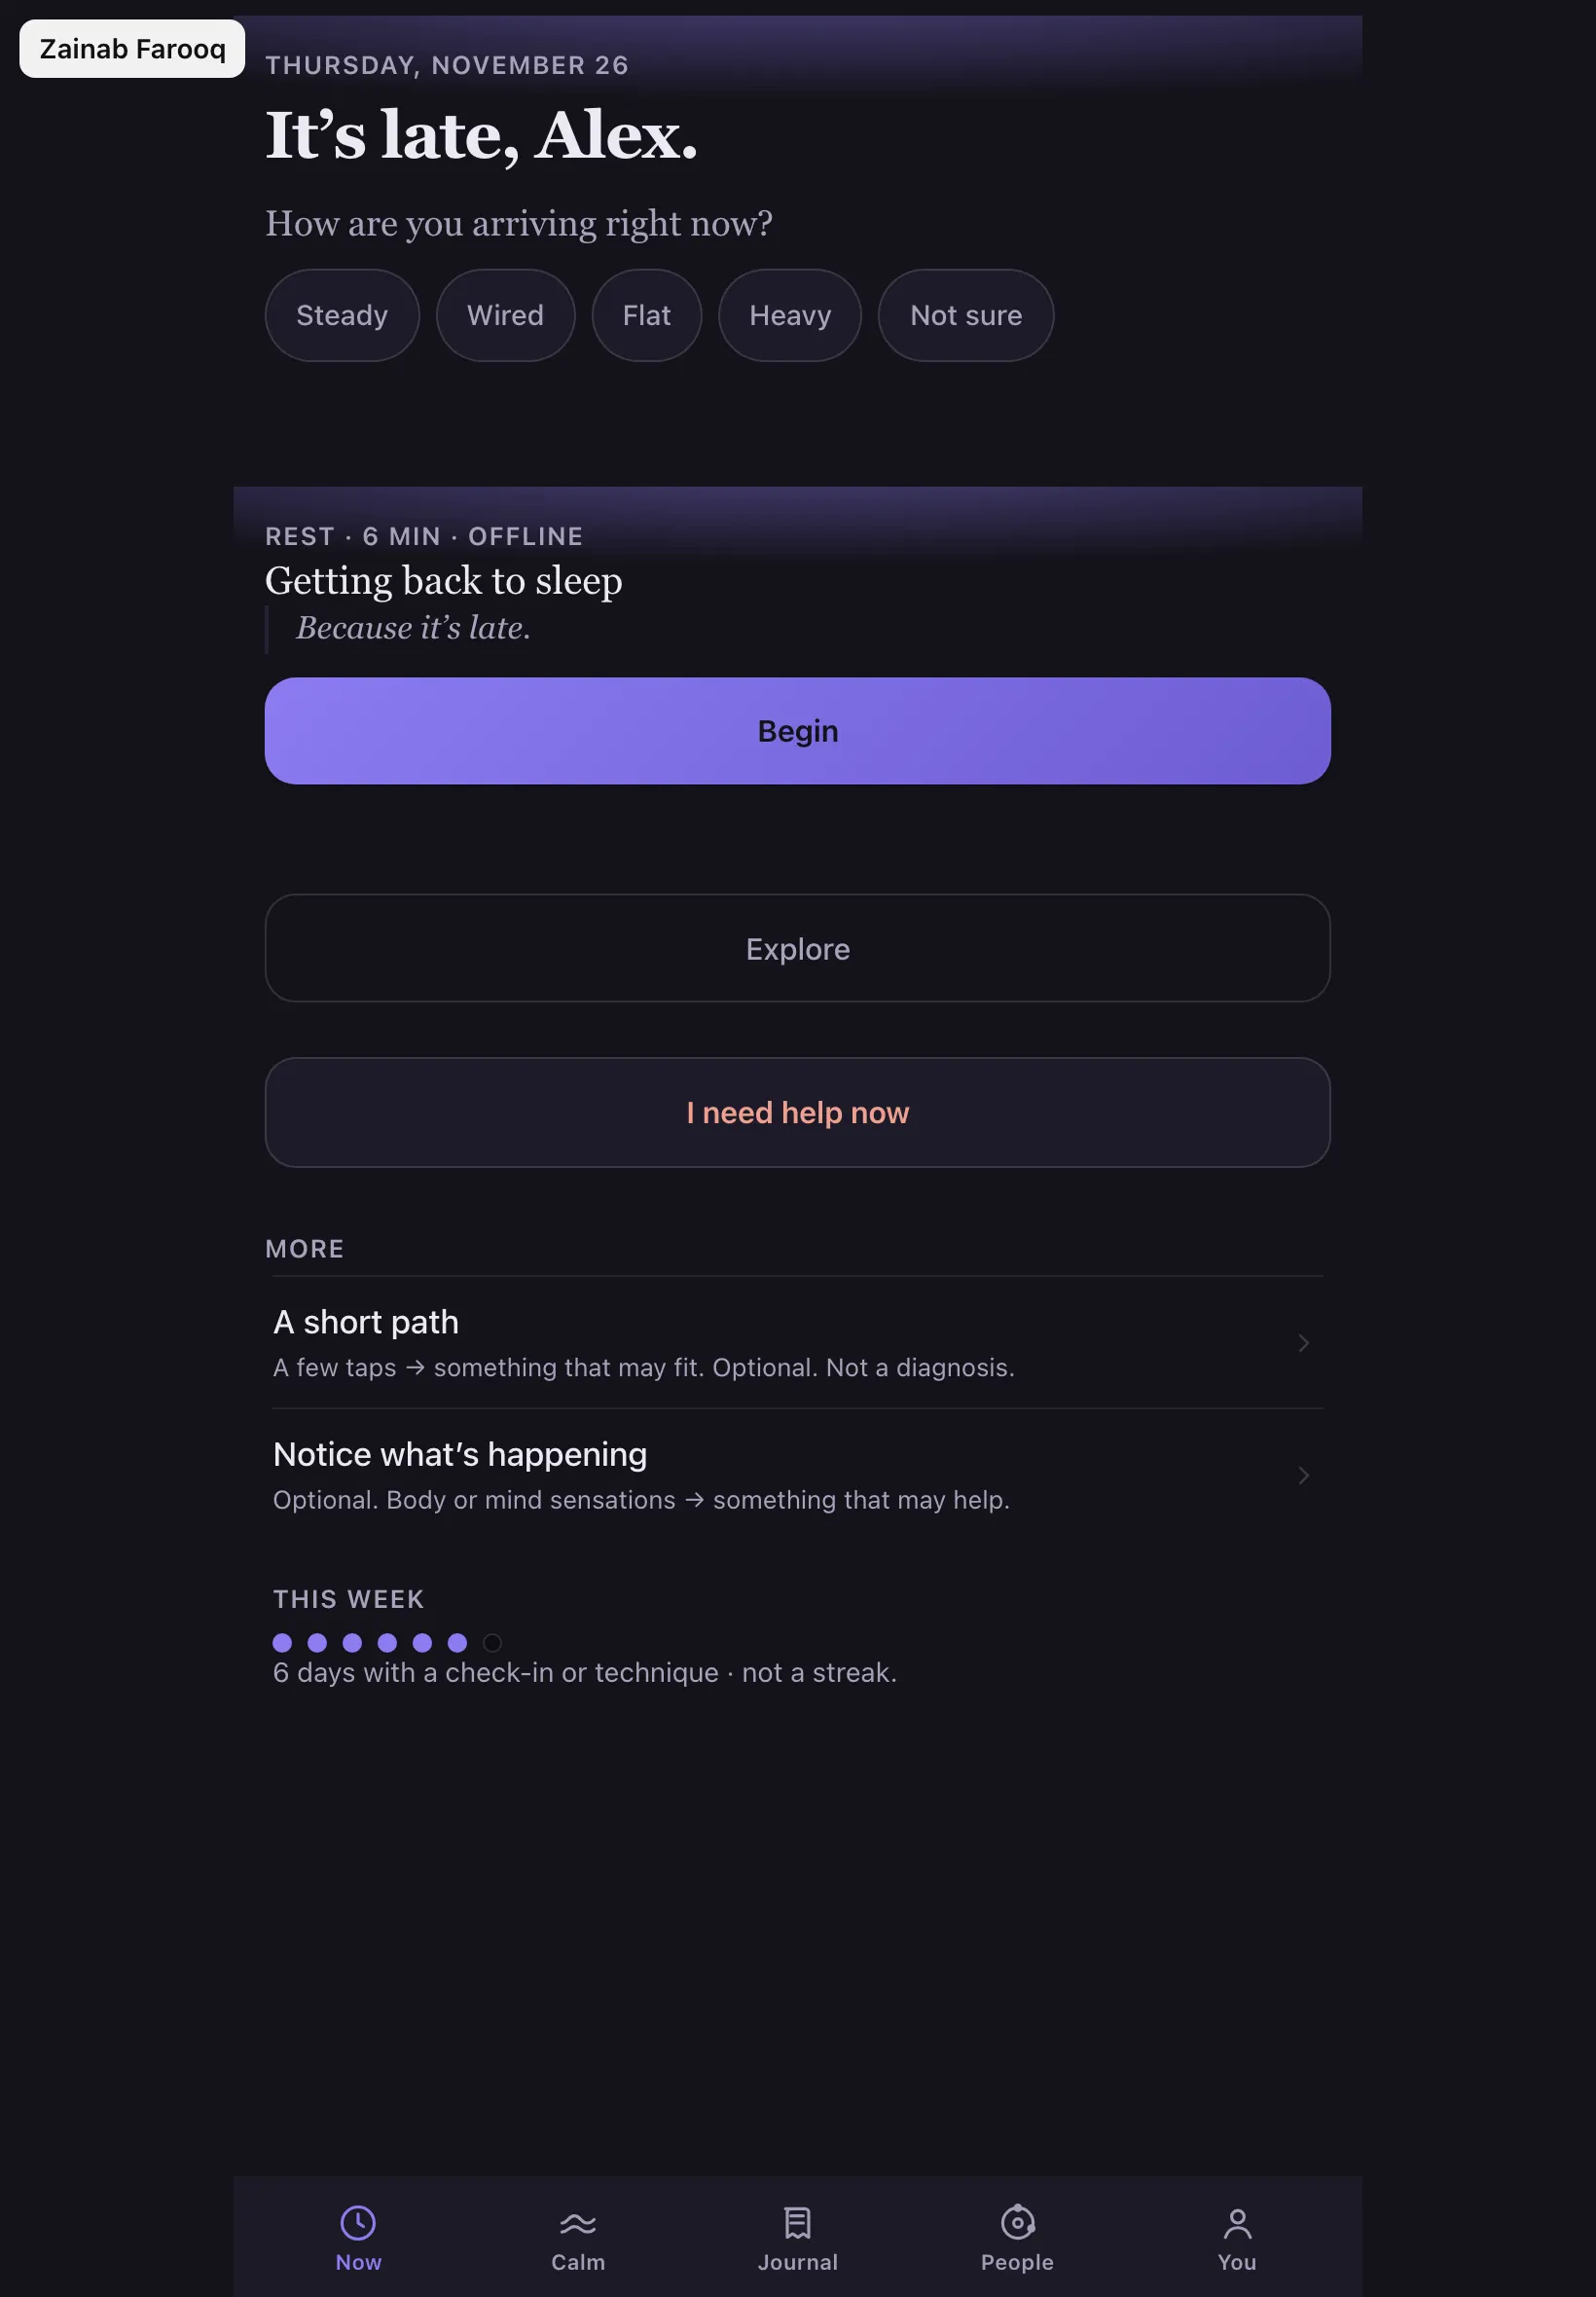 Zainab Farooq
THURSDAY, NOVEMBER 26
It’s late, Alex.
How are you arriving right now?
Steady
Wired
Flat
Heavy
Not sure
REST · 6 MIN · OFFLINE
Getting back to sleep
Because it’s late.
Begin
Explore
I need help now
MORE
A short path
A few taps → something that may fit. Optional. Not a diagnosis.
Notice what’s happening
Optional. Body or mind sensations → something that may help.
THIS WEEK
6 days with a check-in or technique · not a streak.
Now
Calm
Journal
People
You